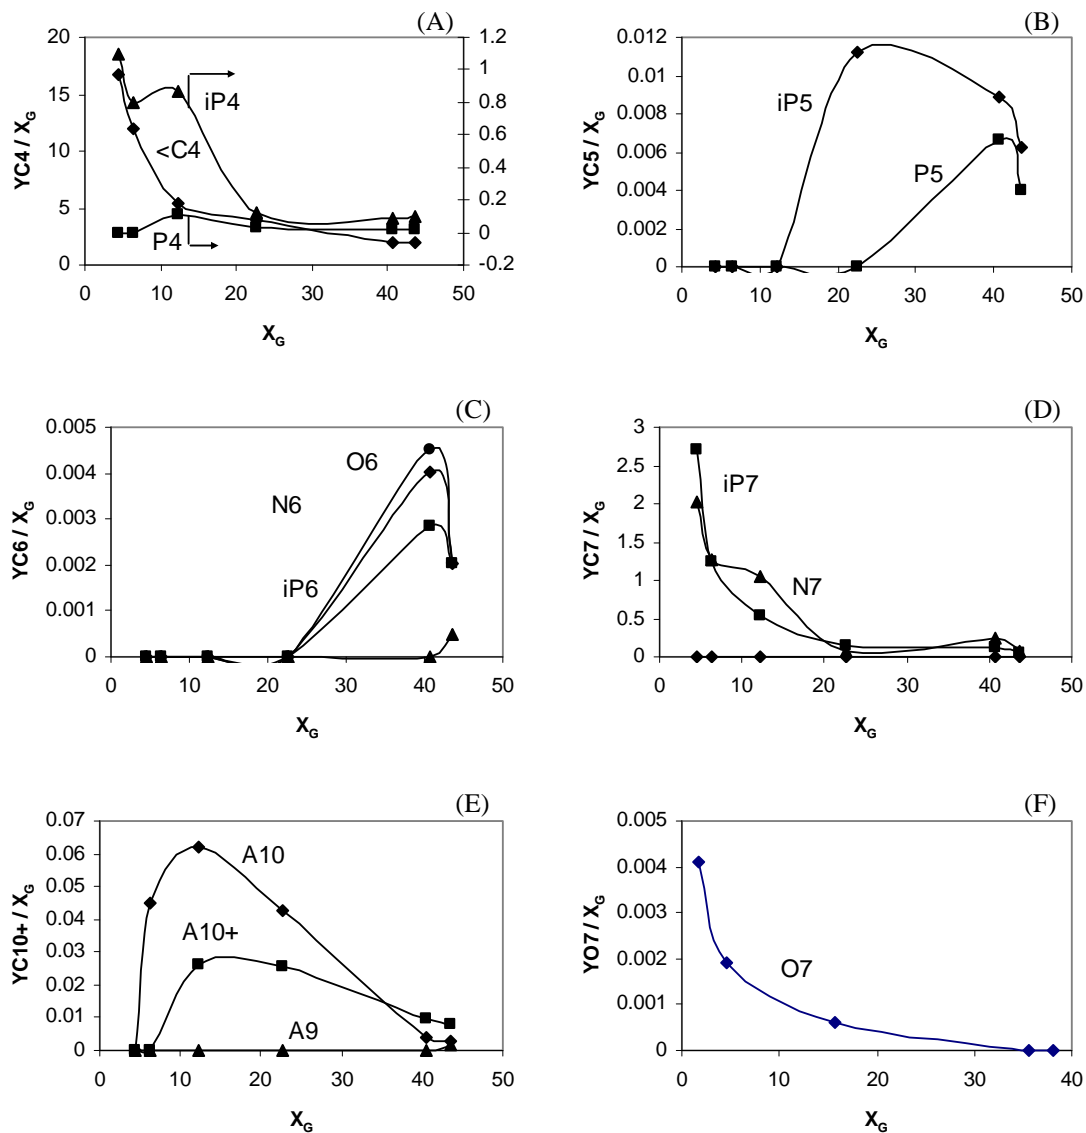 (A)
20
15
10
5
0
1.2
1
0.8
0.6
0.4
0.2
0
-0.2
YC4 / XG
iP4
<C4
P4
0 10 20 30 40 50
XG
(B)
0.012
0.01
0.008
0.006
0.004
0.002
0
YC5 / XG
iP5
P5
0 10 20 30 40 50
XG
(C)
0.005
0.004
0.003
0.002
0.001
0
YC6 / XG
O6
N6
iP6
0 10 20 30 40 50
XG
(D)
3
2.5
2
1.5
1
0.5
0
YC7 / XG
iP7
N7
0 10 20 30 40 50
XG
(E)
0.07
0.06
0.05
0.04
0.03
0.02
0.01
0
YC10+ / XG
A10
A10+
A9
0 10 20 30 40 50
XG
(F)
0.005
0.004
0.003
0.002
0.001
0
YO7 / XG
O7
0 10 20 30 40
XG